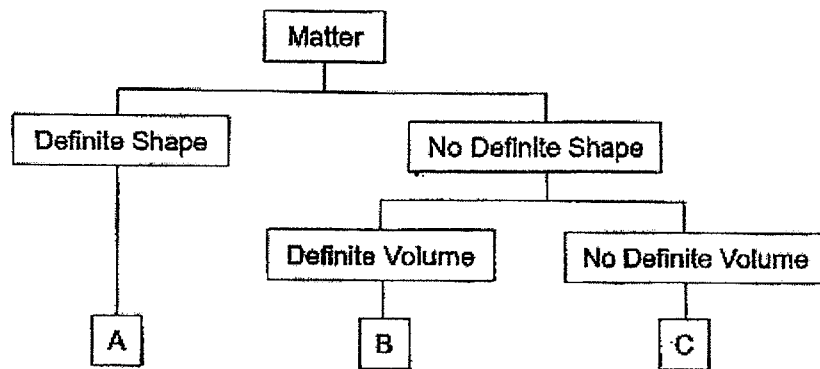 Matter
Definite Shape
No Definite Shape
Definite Volume
No Definite Volume
A
B
C